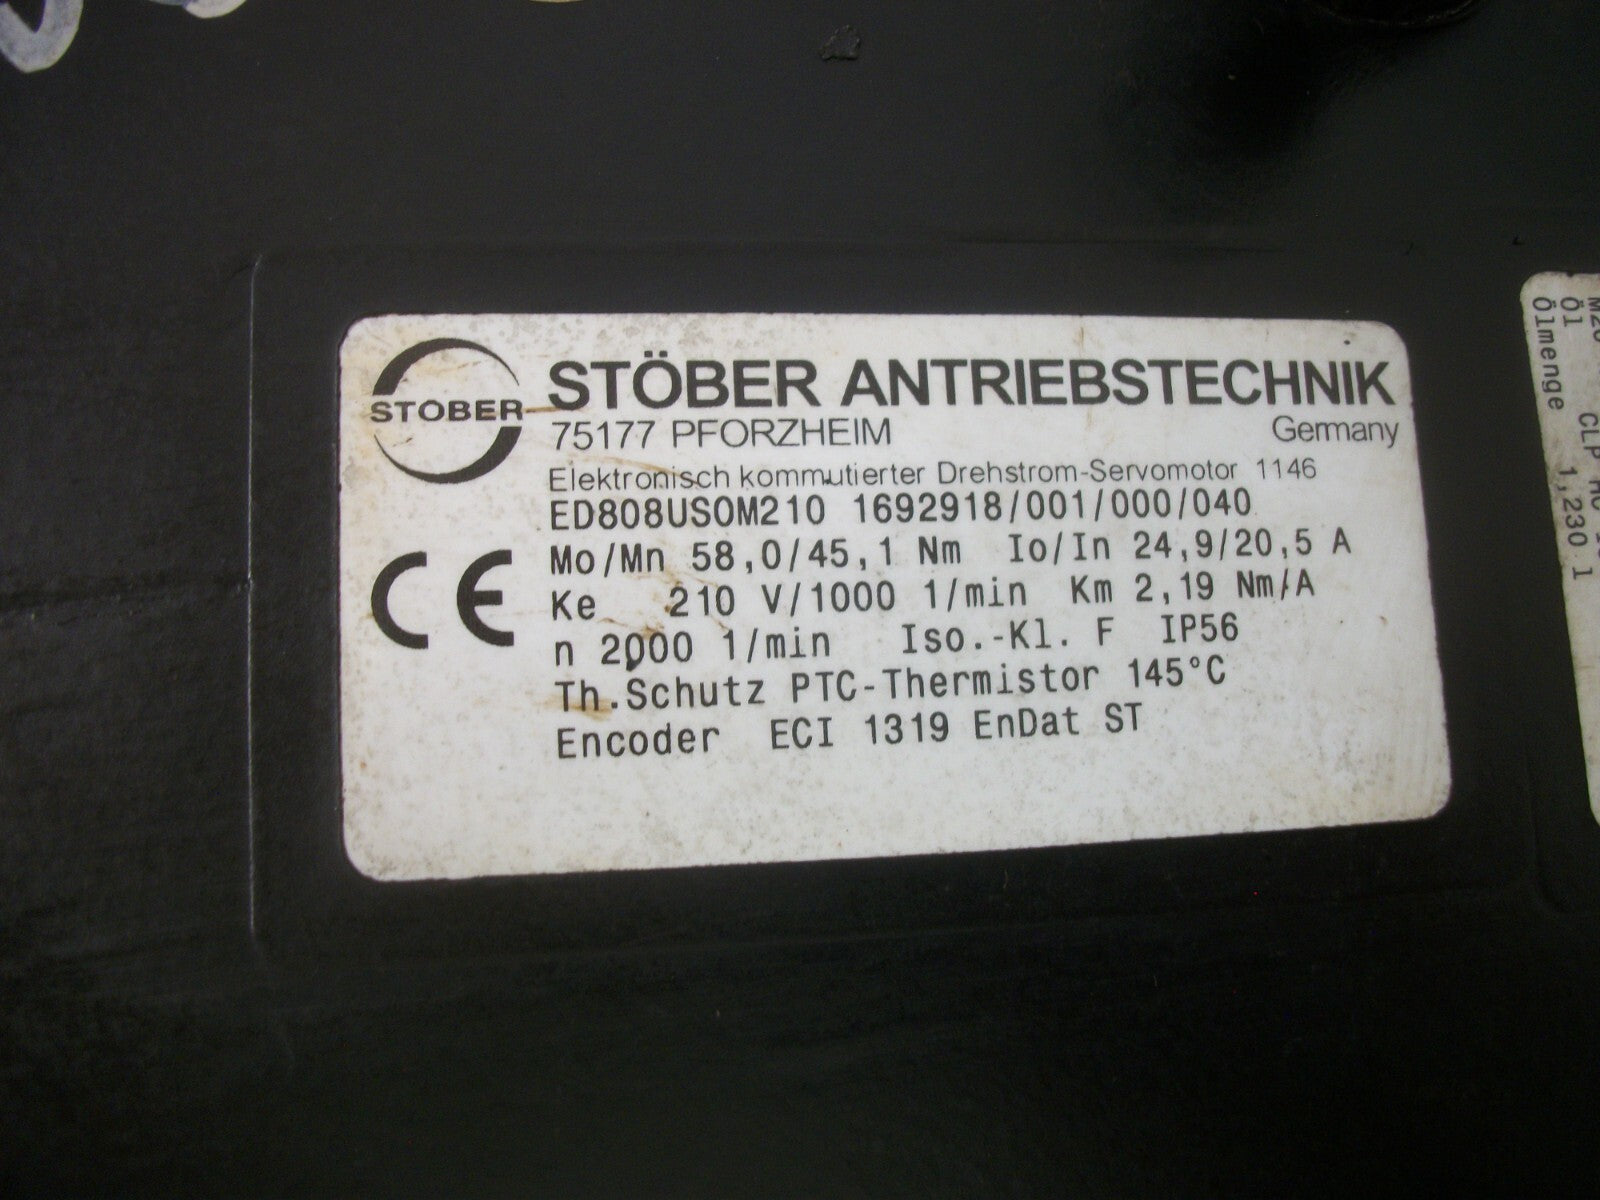 STOBER
STÖBER ANTRIEBSTECHNIK
75177 PFORZHEIM Germany
Elektronisch kommutierter Drehstrom-Servomotor 1146
ED808USOM210 1692918/001/000/040
Mo/Mn 58,0/45,1 Nm Io/In 24,9/20,5 A
Ke 210 V/1000 1/min Km 2,19 Nm/A
n 2000 1/min Iso.-Kl. F IP56
Th.Schutz PTC-Thermistor 145°C
Encoder ECI 1319 EnDat ST
CE
Öl CLP HC
Ölmenge 1,230 l